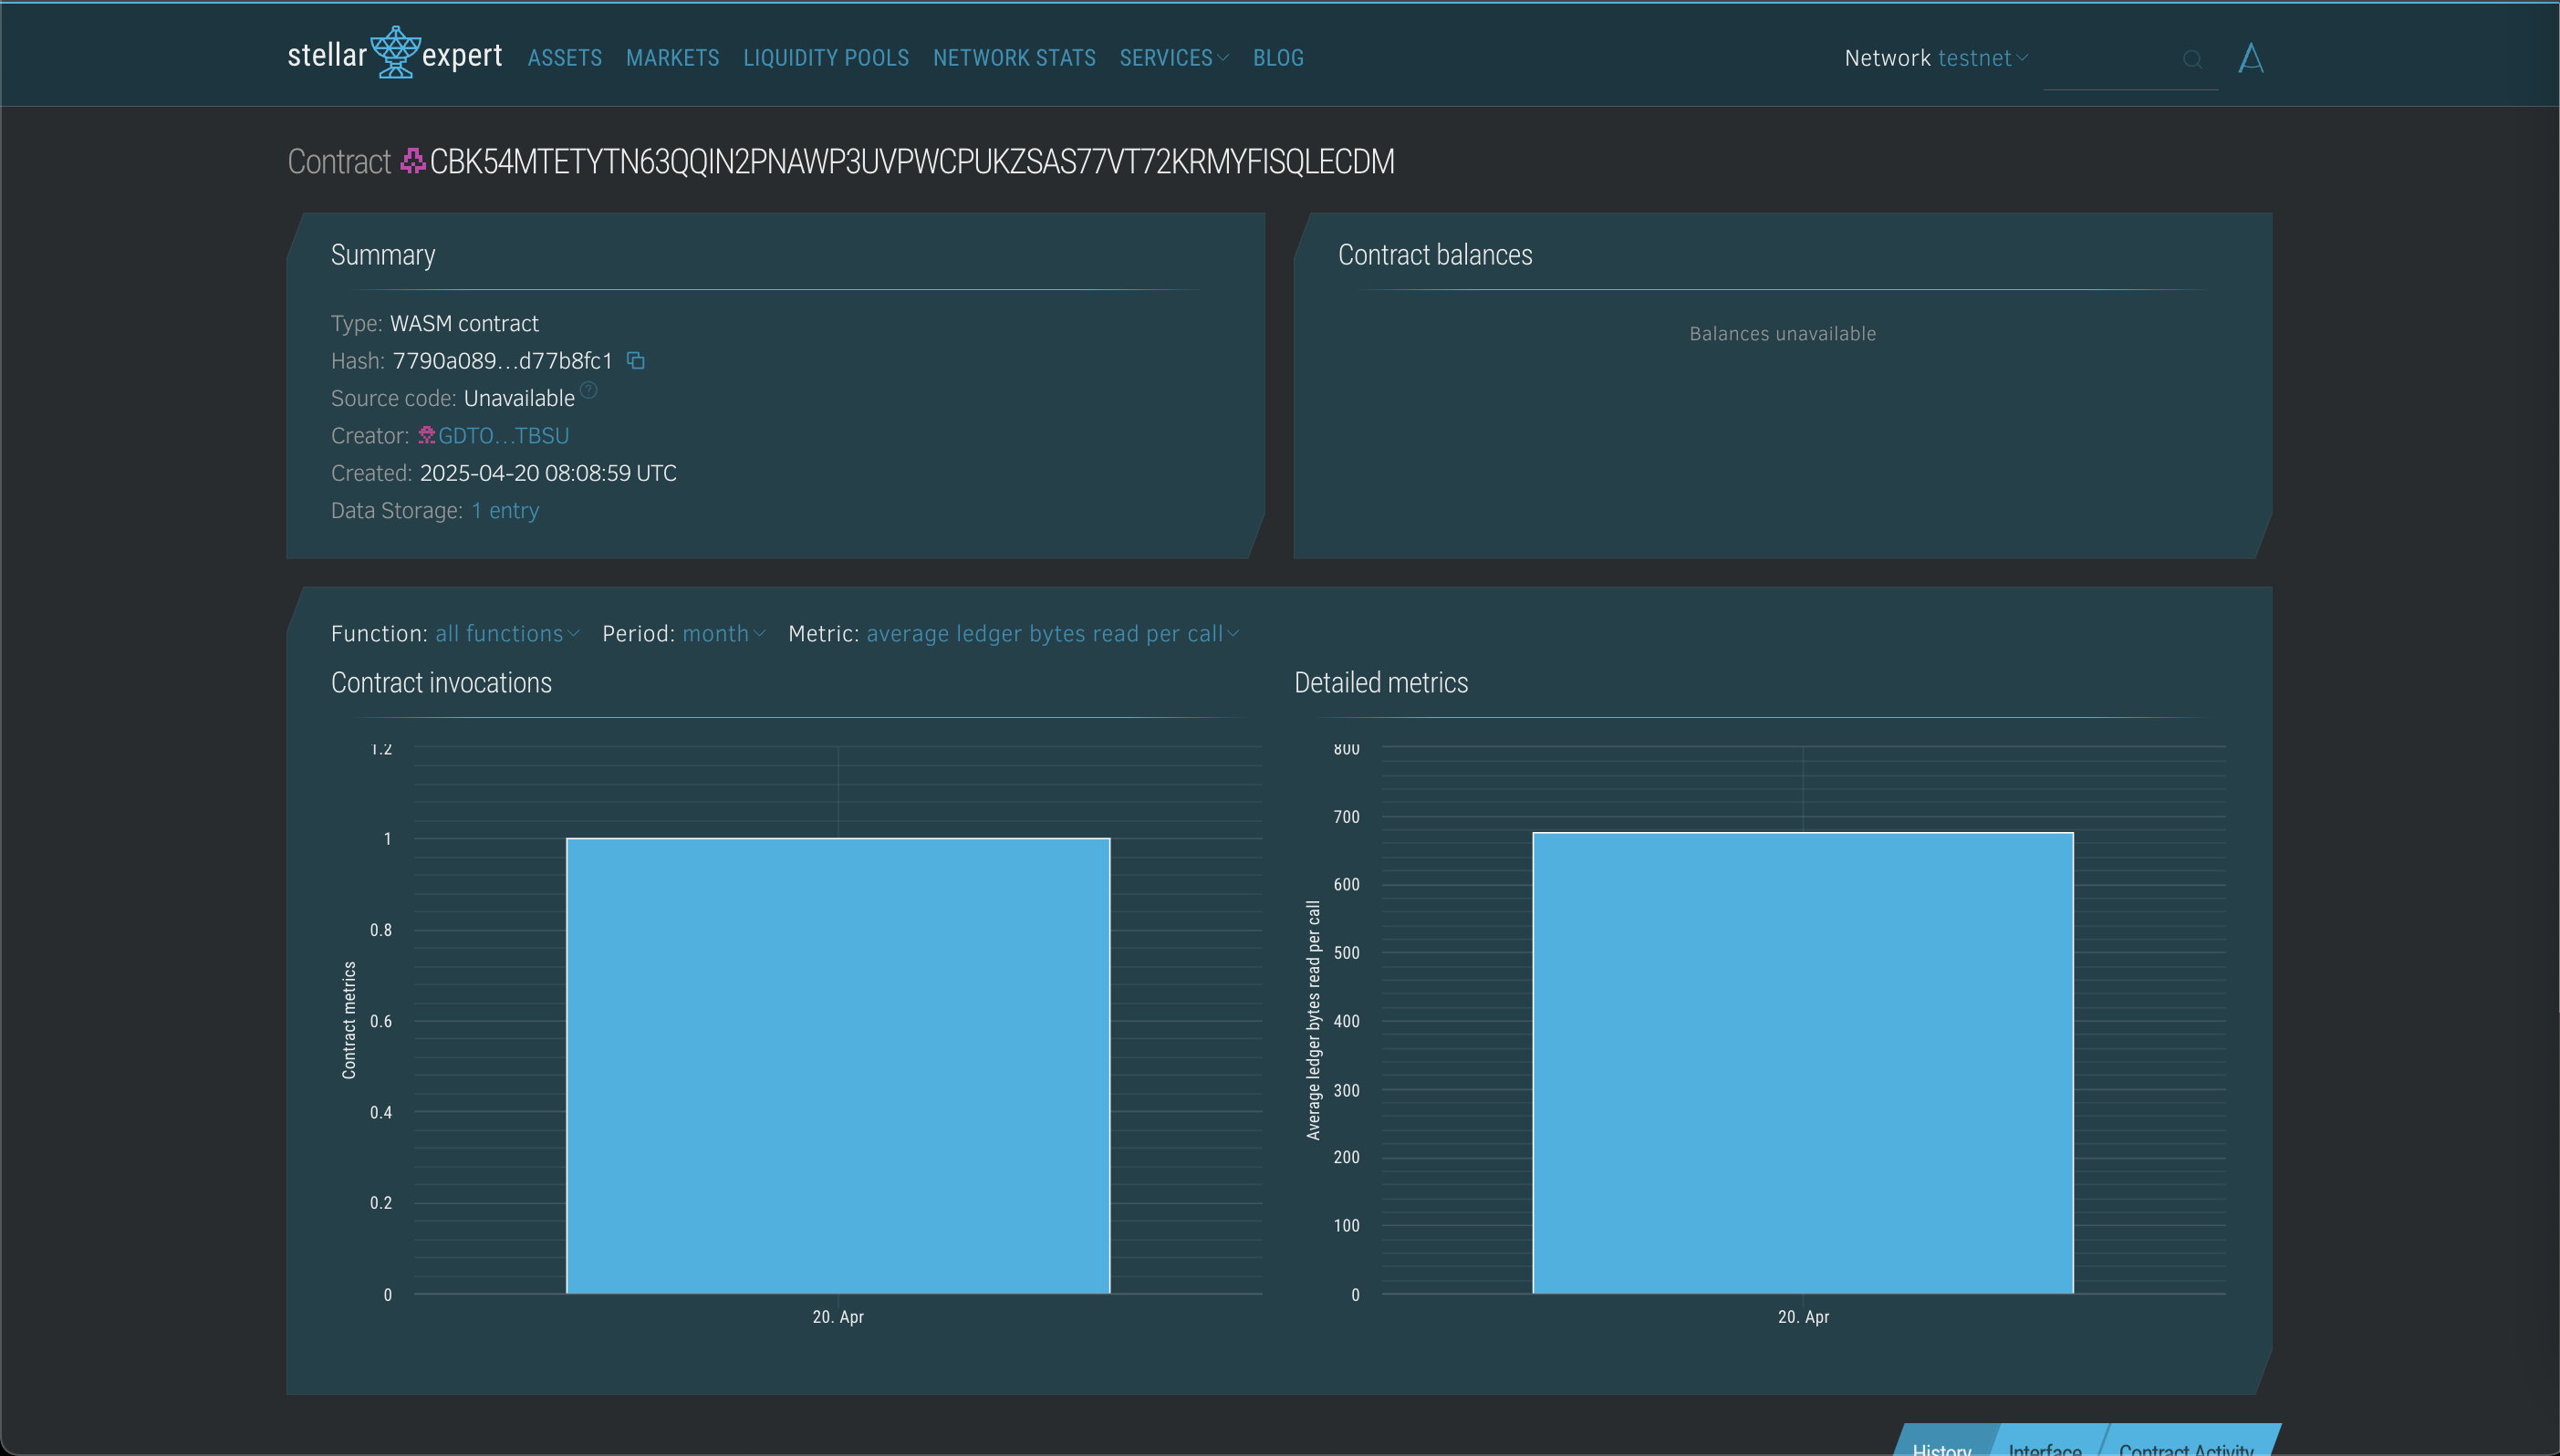 stellar expert ASSETS MARKETS LIQUIDITY POOLS NETWORK STATS SERVICES BLOG Network testnet
Contract CBK54MTETYTN63QQIN2PNAWP3UVPWCPUKZSAS77VT72KRMYFISQLECDM
Summary
Type: WASM contract
Hash: 7790a089...d77b8fc1
Source code: Unavailable ?
Creator: GDTO...TBSU
Created: 2025-04-20 08:08:59 UTC
Data Storage: 1 entry
Contract balances
Balances unavailable
Function: all functions Period: month Metric: average ledger bytes read per call
Contract invocations
Contract metrics
1.2
1
0.8
0.6
0.4
0.2
0
20. Apr
Detailed metrics
Average ledger bytes read per call
800
700
600
500
400
300
200
100
0
20. Apr
History Interface Contract Activity